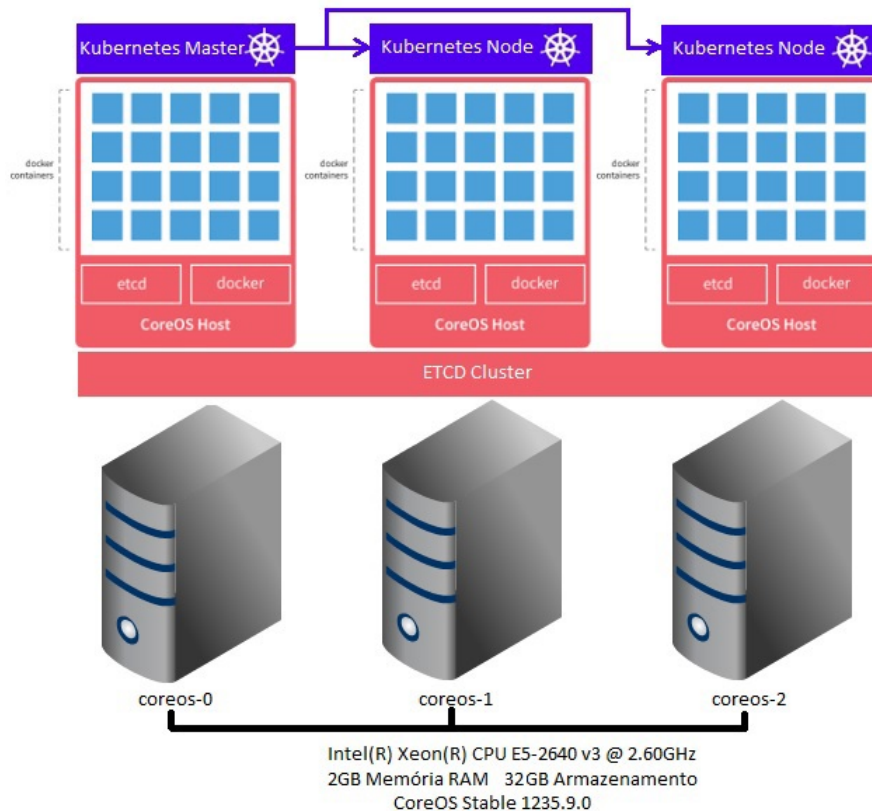 Kubernetes Master
Kubernetes Node
Kubernetes Node
docker
containers
docker
containers
docker
containers
etcd
docker
etcd
docker
etcd
docker
CoreOS Host
CoreOS Host
CoreOS Host
ETCD Cluster
coreos-0
coreos-1
coreos-2
Intel(R) Xeon(R) CPU E5-2640 v3 @ 2.60GHz
2GB Memória RAM 32GB Armazenamento
CoreOS Stable 1235.9.0